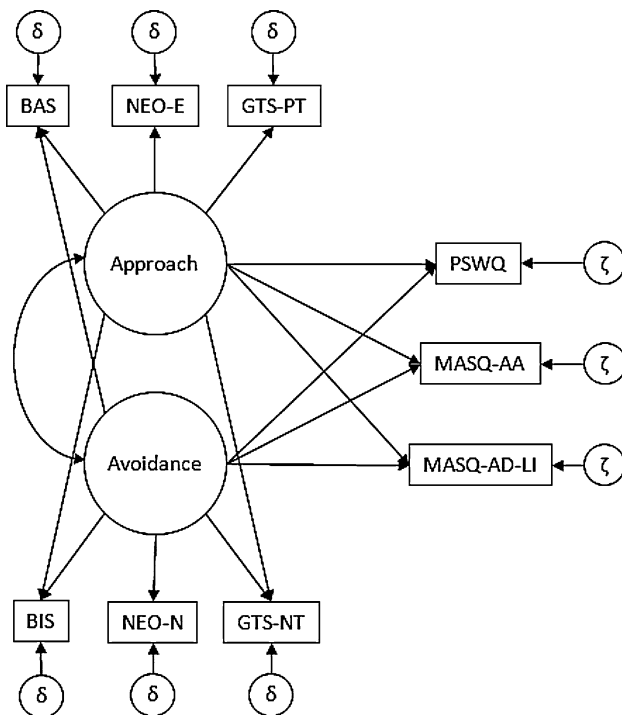 δ δ δ
BAS NEO-E GTS-PT
Approach
PSWQ ζ
MASQ-AA ζ
Avoidance
MASQ-AD-LI ζ
BIS NEO-N GTS-NT
δ δ δ